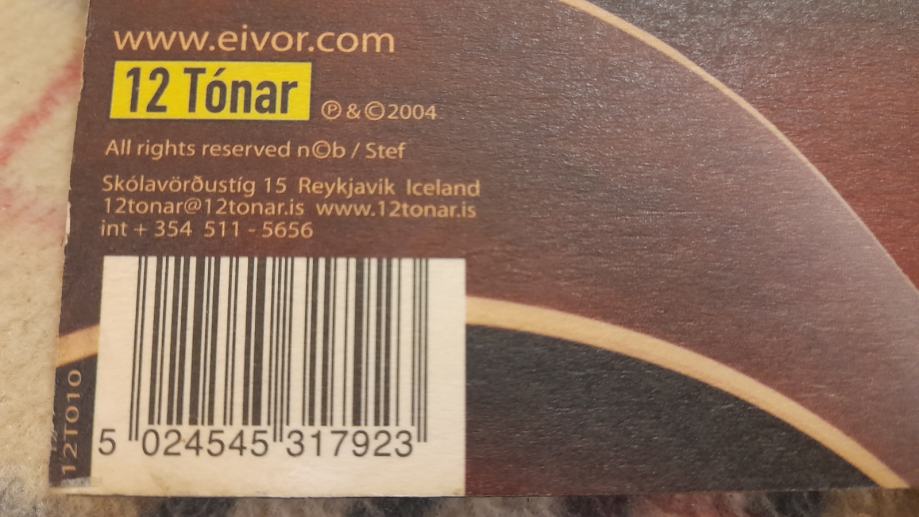 www.eivor.com
12 Tónar ℗ & © 2004
All rights reserved n©b / Stef
Skólavörðustíg 15 Reykjavik Iceland
12tonar@12tonar.is www.12tonar.is
int + 354 511 - 5656
12T010
5 024545 317923